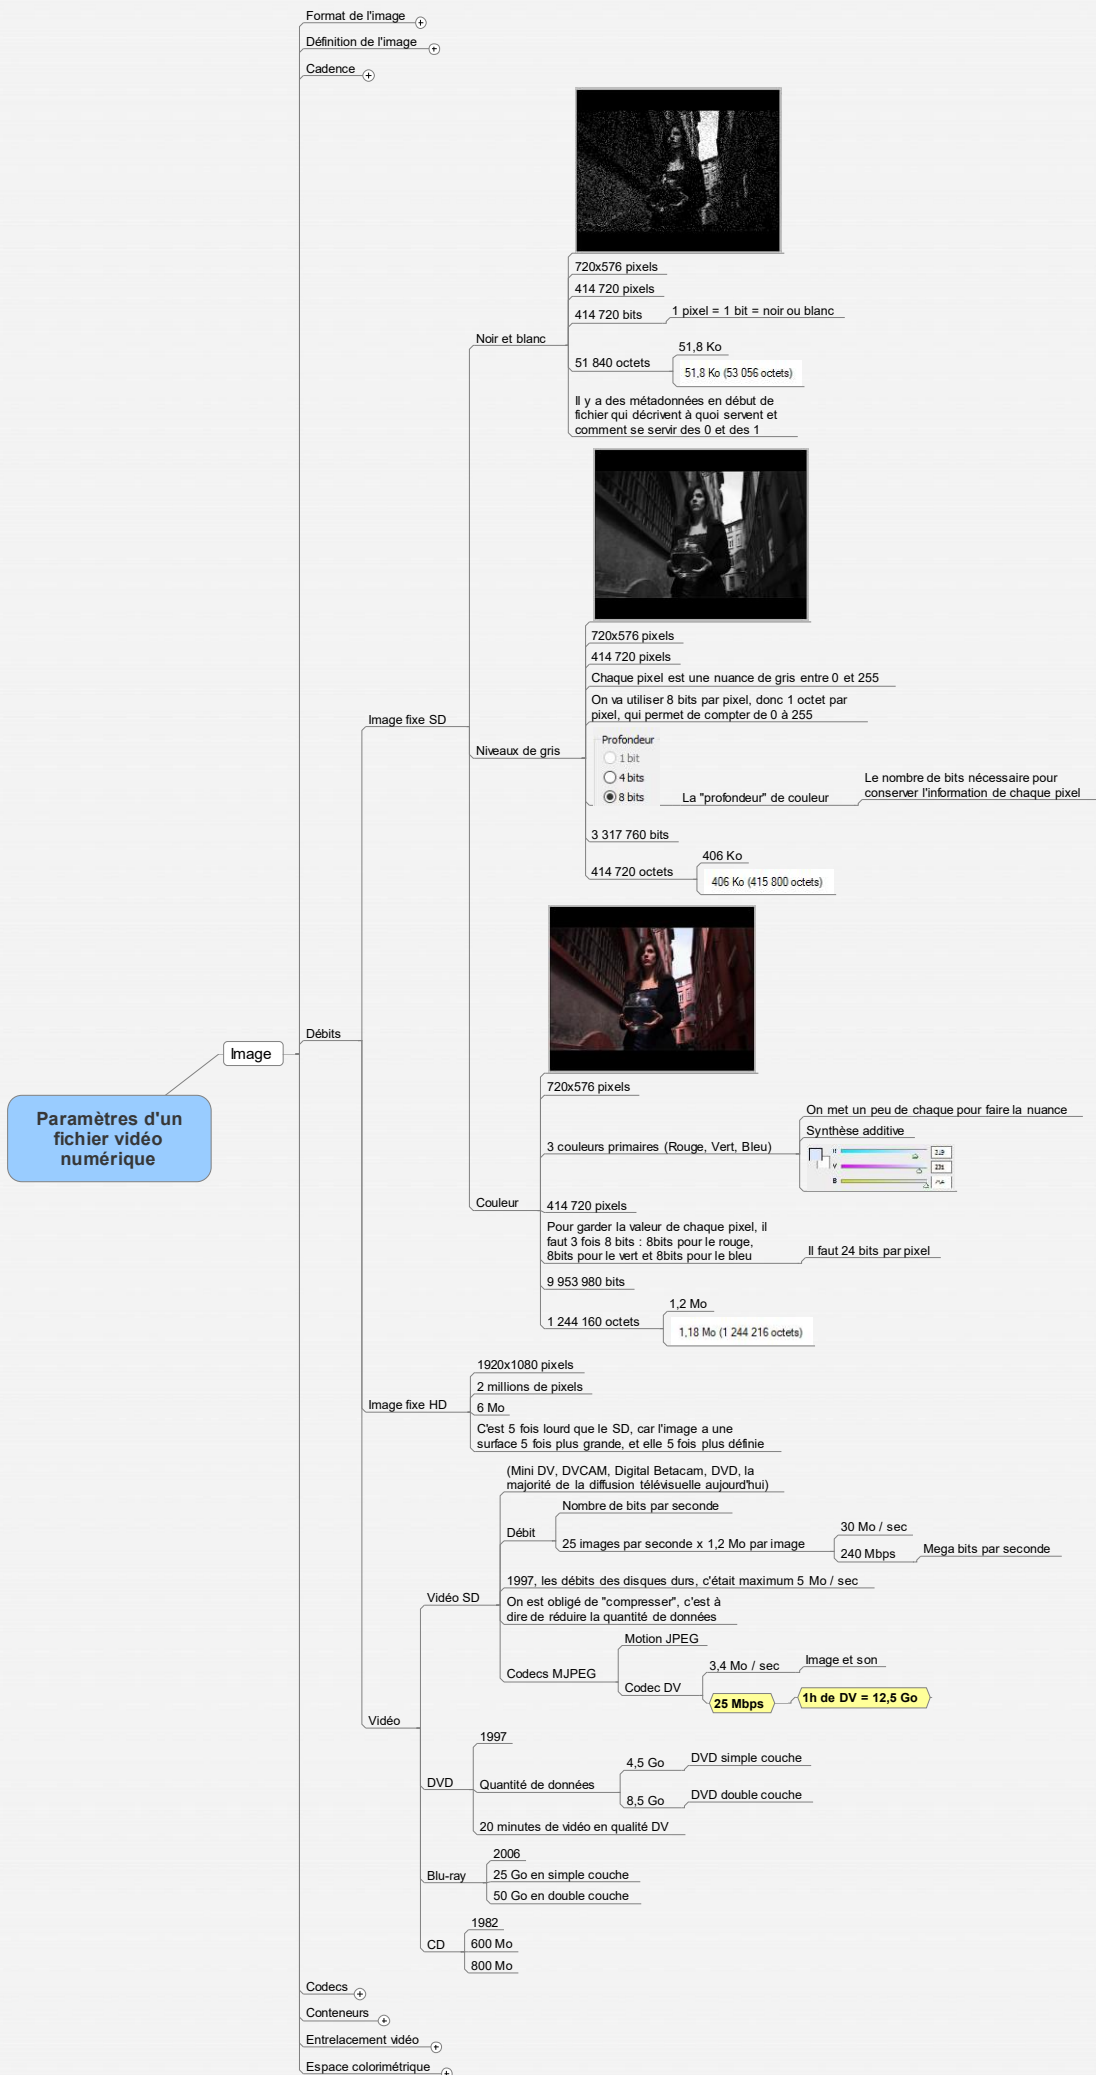 Format de l'image
Définition de l'image
Cadence
720x576 pixels
414 720 pixels
414 720 bits
1 pixel = 1 bit = noir ou blanc
Noir et blanc
51,8 Ko
51 840 octets
51,8 Ko (53 056 octets)
Il y a des métadonnées en début de
fichier qui décrivent à quoi servent et
comment se servir des 0 et des 1
720x576 pixels
414 720 pixels
Chaque pixel est une nuance de gris entre 0 et 255
On va utiliser 8 bits par pixel, donc 1 octet par
pixel, qui permet de compter de 0 à 255
Image fixe SD
Niveaux de gris
Profondeur
1 bit
4 bits
8 bits
La "profondeur" de couleur
Le nombre de bits nécessaire pour
conserver l'information de chaque pixel
3 317 760 bits
406 Ko
414 720 octets
406 Ko (415 800 octets)
Débits
Image
Paramètres d'un
fichier vidéo
numérique
720x576 pixels
On met un peu de chaque pour faire la nuance
3 couleurs primaires (Rouge, Vert, Bleu)
Synthèse additive
V
B
Couleur
414 720 pixels
Pour garder la valeur de chaque pixel, il
faut 3 fois 8 bits : 8bits pour le rouge,
8bits pour le vert et 8bits pour le bleu
Il faut 24 bits par pixel
9 953 980 bits
1,2 Mo
1 244 160 octets
1,18 Mo (1 244 216 octets)
1920x1080 pixels
2 millions de pixels
Image fixe HD
6 Mo
C'est 5 fois lourd que le SD, car l'image a une
surface 5 fois plus grande, et elle 5 fois plus définie
(Mini DV, DVCAM, Digital Betacam, DVD, la
majorité de la diffusion télévisuelle aujourd'hui)
Nombre de bits par seconde
Débit
25 images par seconde x 1,2 Mo par image
30 Mo / sec
240 Mbps
Mega bits par seconde
1997, les débits des disques durs, c'était maximum 5 Mo / sec
Vidéo SD
On est obligé de "compresser", c'est à
dire de réduire la quantité de données
Motion JPEG
Codecs MJPEG
3,4 Mo / sec
Image et son
Codec DV
25 Mbps
1h de DV = 12,5 Go
Vidéo
1997
DVD
Quantité de données
4,5 Go
DVD simple couche
8,5 Go
DVD double couche
20 minutes de vidéo en qualité DV
2006
Blu-ray
25 Go en simple couche
50 Go en double couche
1982
CD
600 Mo
800 Mo
Codecs
Conteneurs
Entrelacement vidéo
Espace colorimétrique